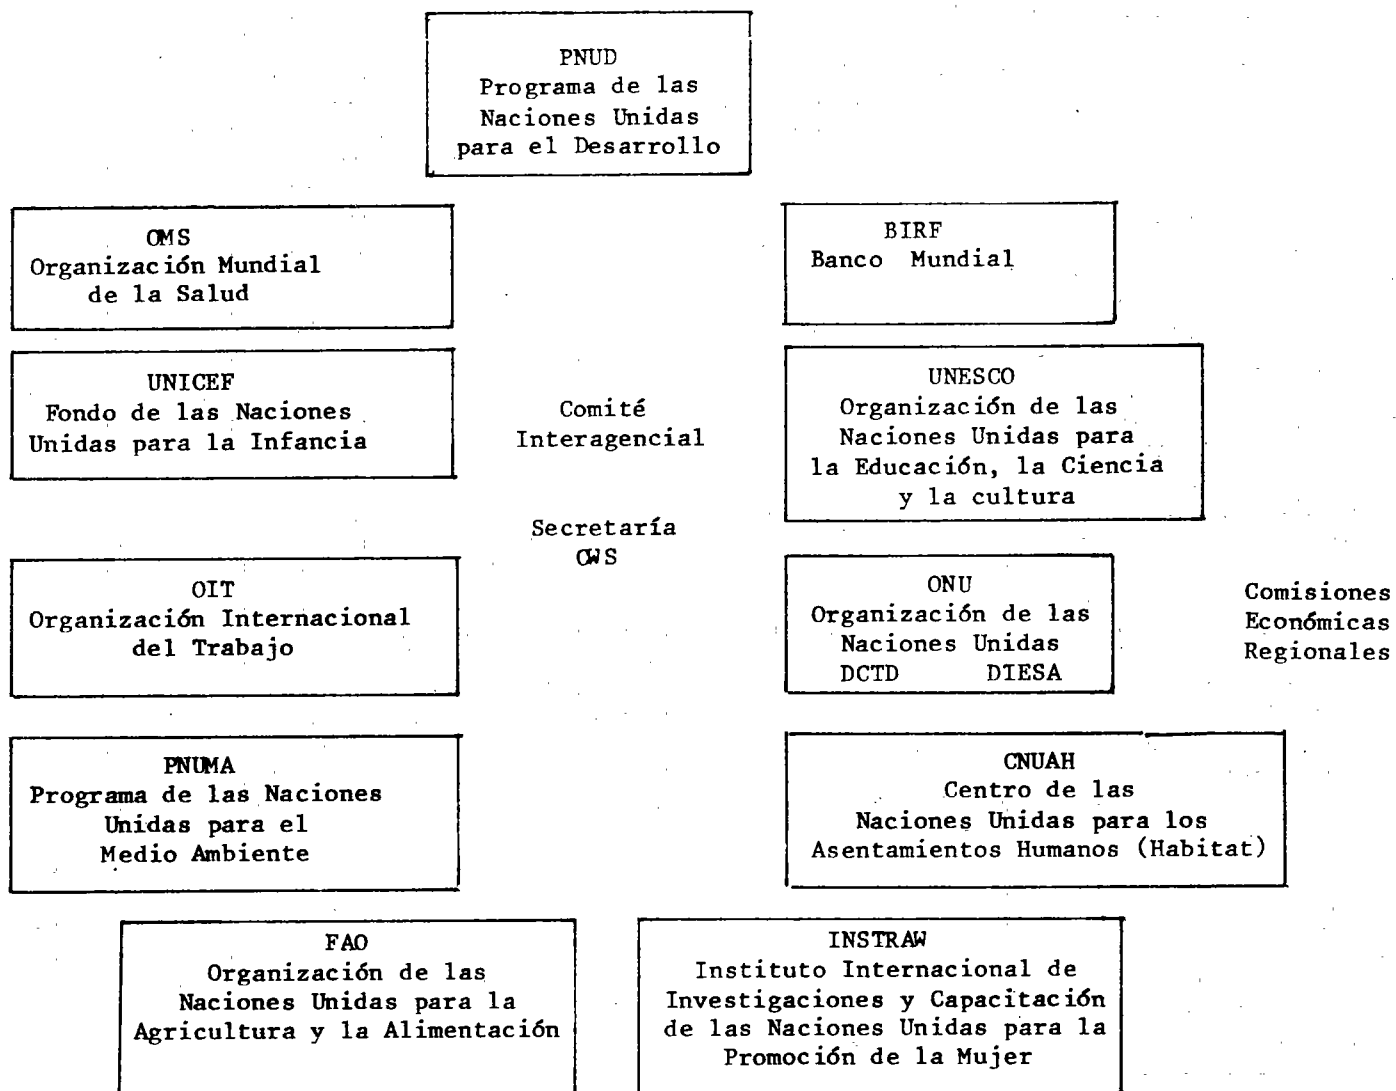 PNUD
Programa de las
Naciones Unidas
para el Desarrollo
OMS
Organización Mundial
de la Salud
BIRF
Banco Mundial
UNICEF
Fondo de las Naciones
Unidas para la Infancia
Comité
Interagencial
UNESCO
Organización de las
Naciones Unidas para
la Educación, la Ciencia
y la cultura
Secretaría
OWS
OIT
Organización Internacional
del Trabajo
ONU
Organización de las
Naciones Unidas
DCTD DIESA
Comisiones
Económicas
Regionales
PNUMA
Programa de las Naciones
Unidas para el
Medio Ambiente
CNUAH
Centro de las
Naciones Unidas para los
Asentamientos Humanos (Habitat)
FAO
Organización de las
Naciones Unidas para la
Agricultura y la Alimentación
INSTRAW
Instituto Internacional de
Investigaciones y Capacitación
de las Naciones Unidas para la
Promoción de la Mujer